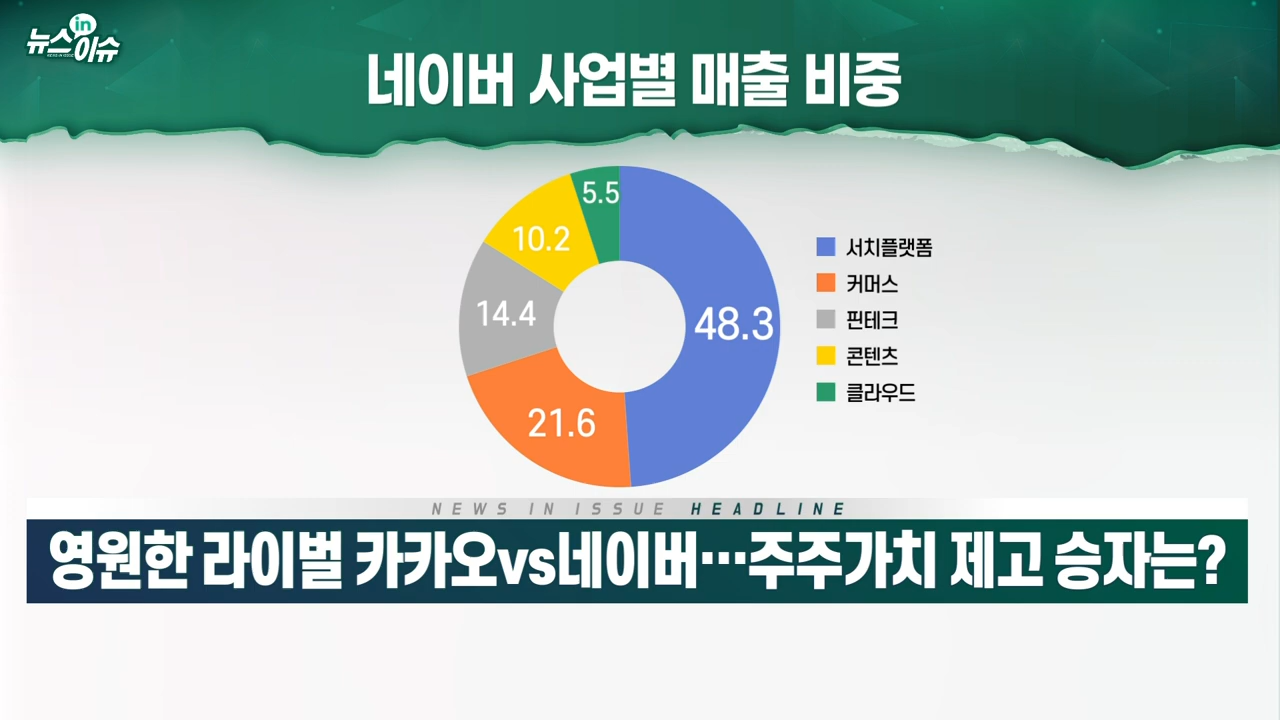 뉴스in이슈
네이버 사업별 매출 비중
5.5
10.2
14.4
48.3
21.6
서치플랫폼
커머스
핀테크
콘텐츠
클라우드
NEWS IN ISSUE HEADLINE
영원한 라이벌 카카오vs네이버…주주가치 제고 승자는?